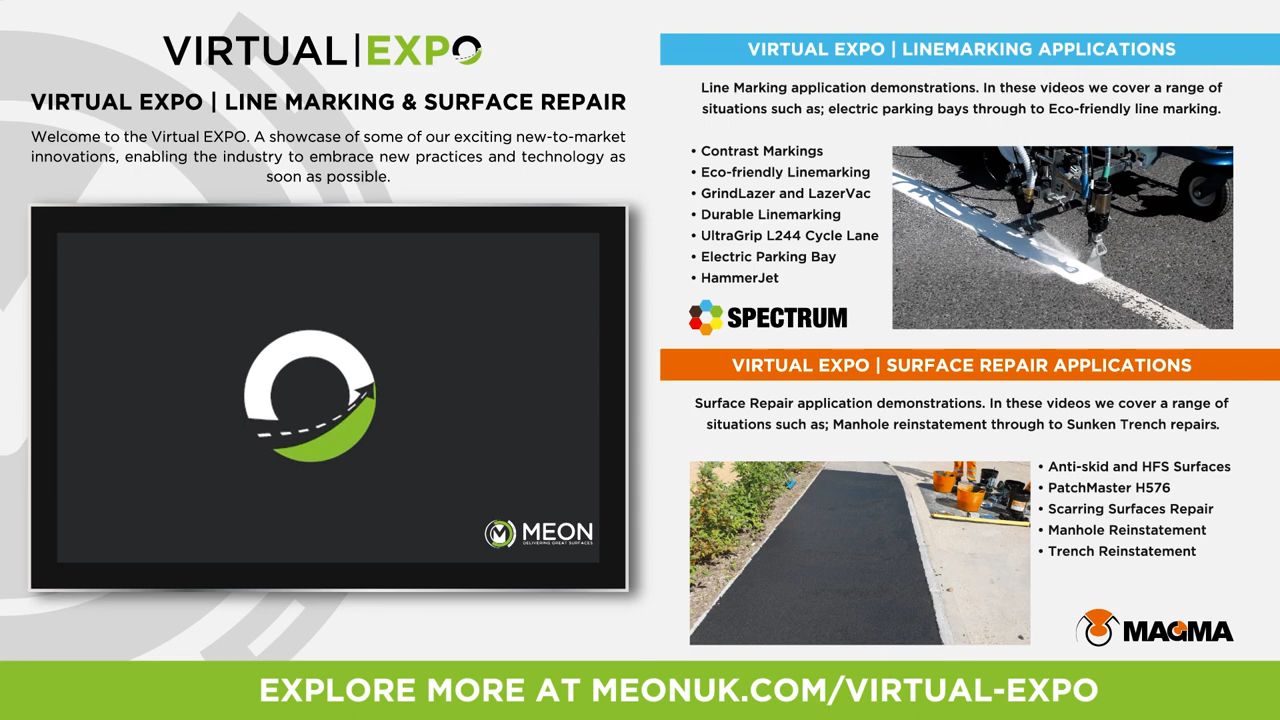 VIRTUAL|EXPO
VIRTUAL EXPO | LINE MARKING & SURFACE REPAIR
Welcome to the Virtual EXPO. A showcase of some of our exciting new-to-market
innovations, enabling the industry to embrace new practices and technology as
soon as possible.
MEON
DELIVERING GREAT SURFACES
VIRTUAL EXPO | LINEMARKING APPLICATIONS
Line Marking application demonstrations. In these videos we cover a range of
situations such as; electric parking bays through to Eco-friendly line marking.
• Contrast Markings
• Eco-friendly Linemarking
• GrindLazer and LazerVac
• Durable Linemarking
• UltraGrip L244 Cycle Lane
• Electric Parking Bay
• HammerJet
SPECTRUM
VIRTUAL EXPO | SURFACE REPAIR APPLICATIONS
Surface Repair application demonstrations. In these videos we cover a range of
situations such as; Manhole reinstatement through to Sunken Trench repairs.
• Anti-skid and HFS Surfaces
• PatchMaster H576
• Scarring Surfaces Repair
• Manhole Reinstatement
• Trench Reinstatement
MAGMA
EXPLORE MORE AT MEONUK.COM/VIRTUAL-EXPO